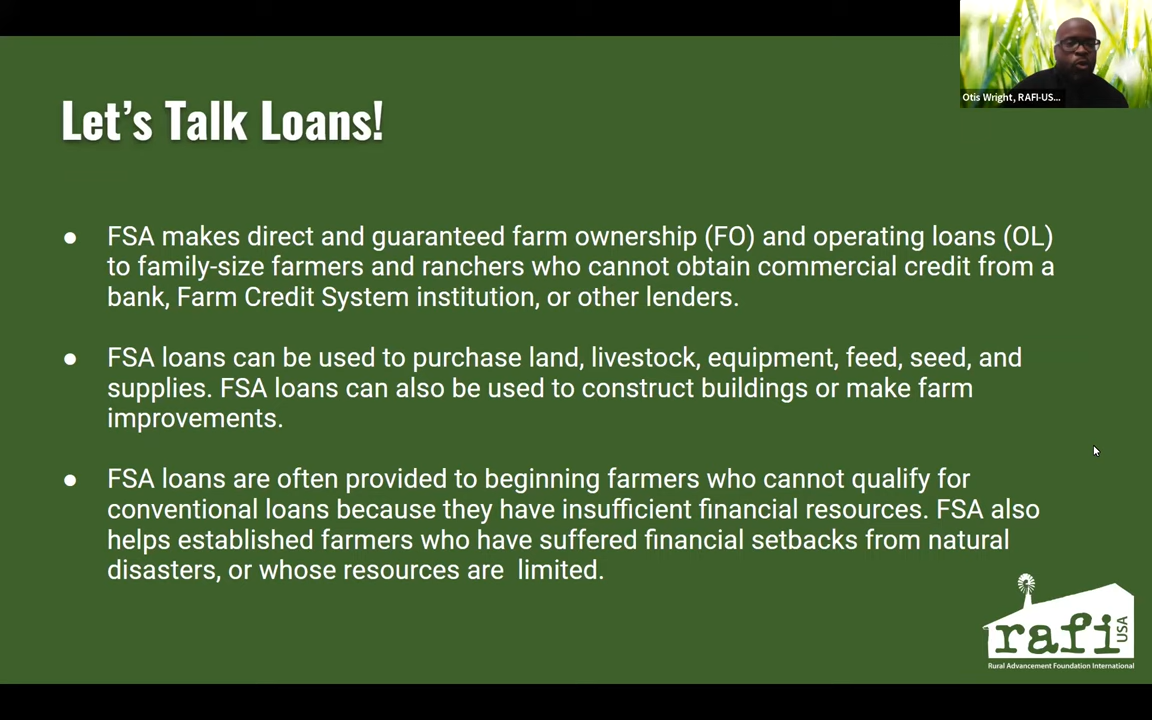 Otis Wright, RAFI-US...
Let's Talk Loans!
● FSA makes direct and guaranteed farm ownership (FO) and operating loans (OL)
to family-size farmers and ranchers who cannot obtain commercial credit from a
bank, Farm Credit System institution, or other lenders.
● FSA loans can be used to purchase land, livestock, equipment, feed, seed, and
supplies. FSA loans can also be used to construct buildings or make farm
improvements.
● FSA loans are often provided to beginning farmers who cannot qualify for
conventional loans because they have insufficient financial resources. FSA also
helps established farmers who have suffered financial setbacks from natural
disasters, or whose resources are  limited.
rafi USA
Rural Advancement Foundation International